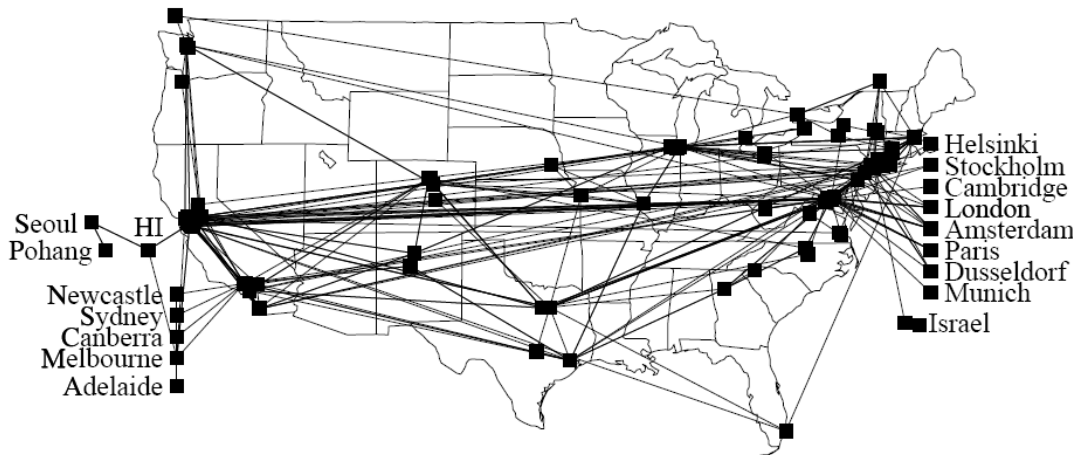 Seoul
HI
Pohang
Newcastle
Sydney
Canberra
Melbourne
Adelaide
Helsinki
Stockholm
Cambridge
London
Amsterdam
Paris
Dusseldorf
Munich
Israel